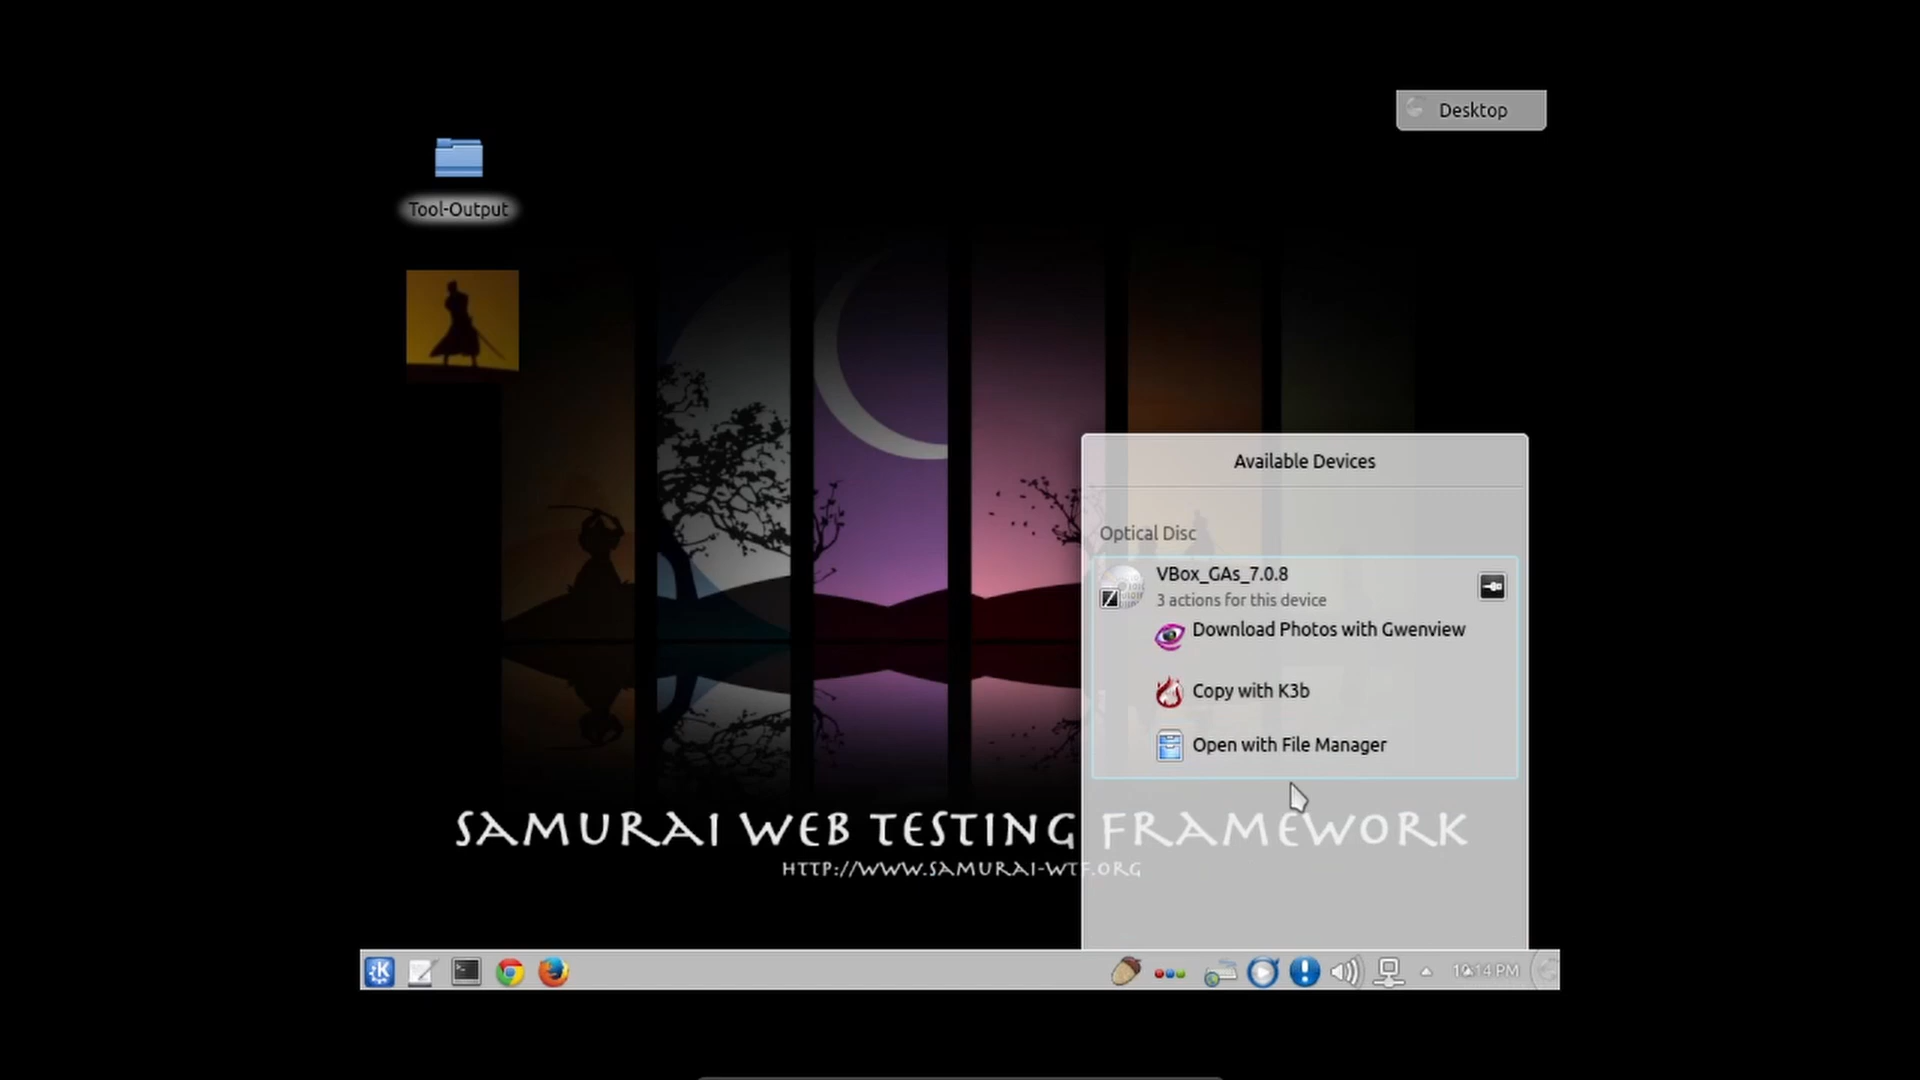 Desktop
Tool-Output
Available Devices
Optical Disc
VBox_GAs_7.0.8
3 actions for this device
Download Photos with Gwenview
Copy with K3b
Open with File Manager
SAMURAI WEB TESTING FRAMEWORK
HTTP://WWW.SAMURAI-WTF.ORG